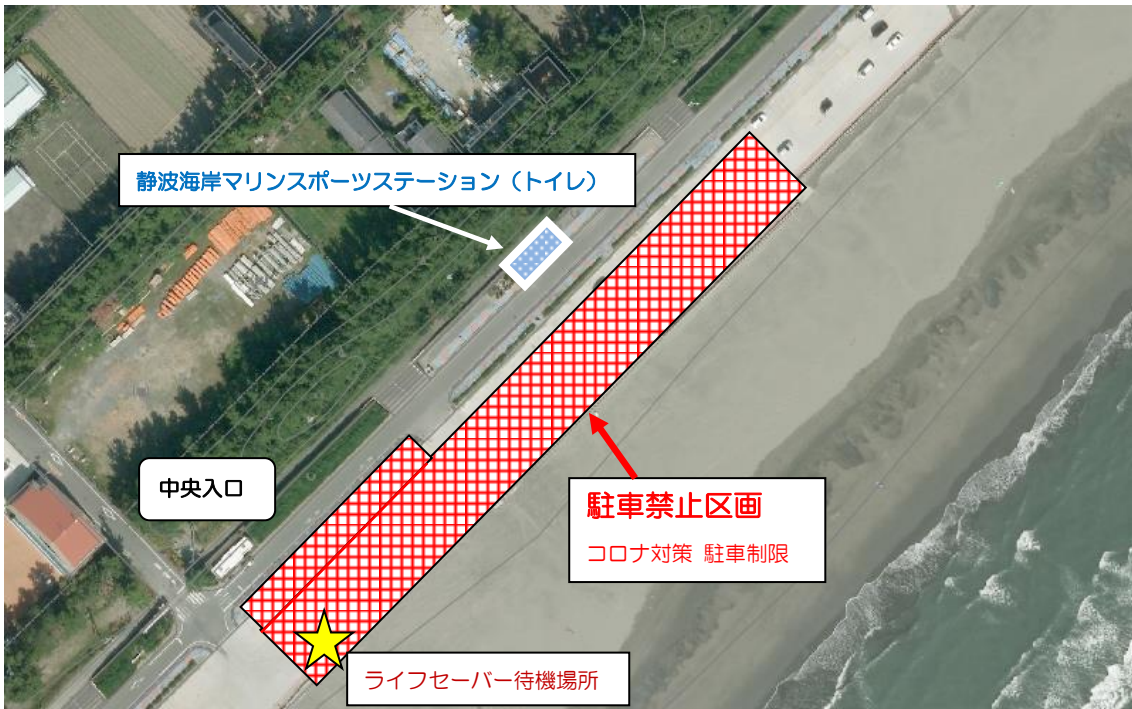 静波海岸マリンスポーツステーション（トイレ）
中央入口
駐車禁止区画
コロナ対策 駐車制限
ライフセーバー待機場所